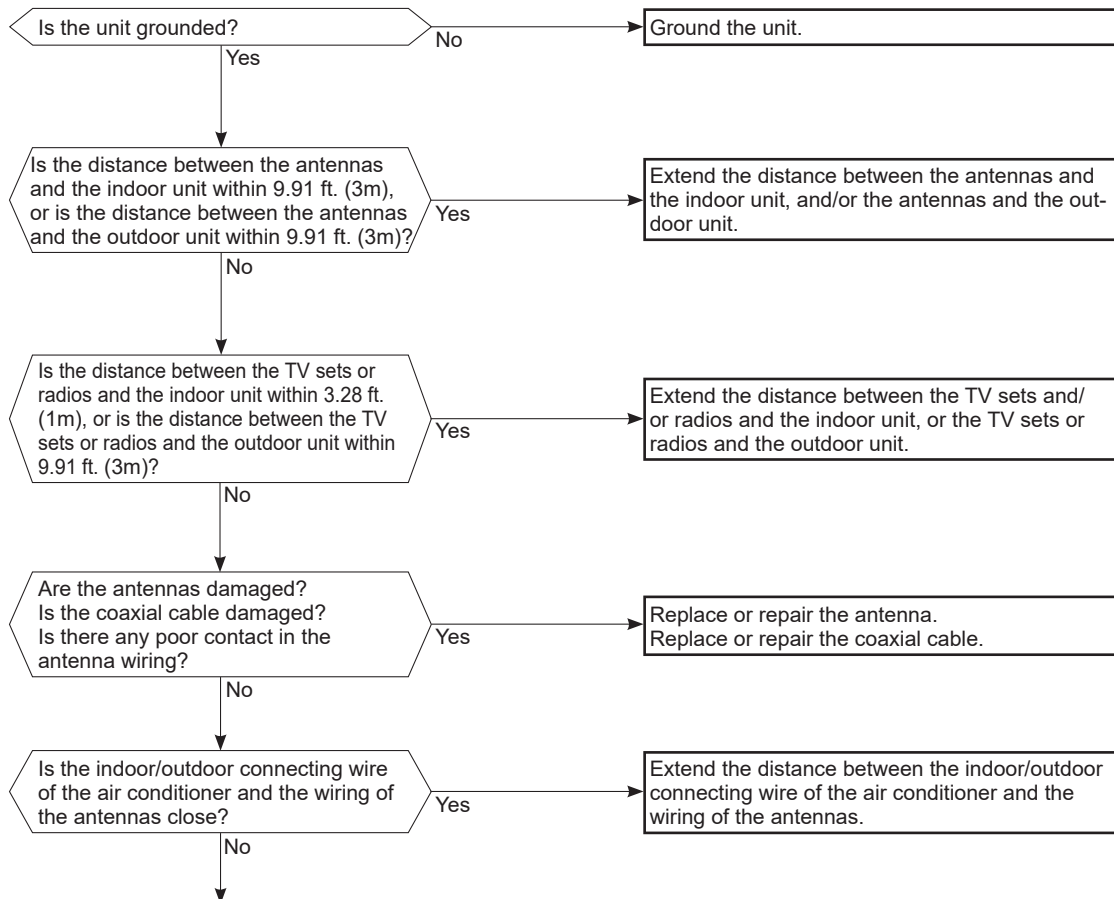 Is the unit grounded?
No
Ground the unit.
Yes
Is the distance between the antennas
and the indoor unit within 9.91 ft. (3m),
or is the distance between the antennas
and the outdoor unit within 9.91 ft. (3m)?
Yes
Extend the distance between the antennas and
the indoor unit, and/or the antennas and the out-
door unit.
No
Is the distance between the TV sets or
radios and the indoor unit within 3.28 ft.
(1m), or is the distance between the TV
sets or radios and the outdoor unit within
9.91 ft. (3m)?
Yes
Extend the distance between the TV sets and/
or radios and the indoor unit, or the TV sets or
radios and the outdoor unit.
No
Are the antennas damaged?
Is the coaxial cable damaged?
Is there any poor contact in the
antenna wiring?
Yes
Replace or repair the antenna.
Replace or repair the coaxial cable.
No
Is the indoor/outdoor connecting wire
of the air conditioner and the wiring of
the antennas close?
Yes
Extend the distance between the indoor/outdoor
connecting wire of the air conditioner and the
wiring of the antennas.
No